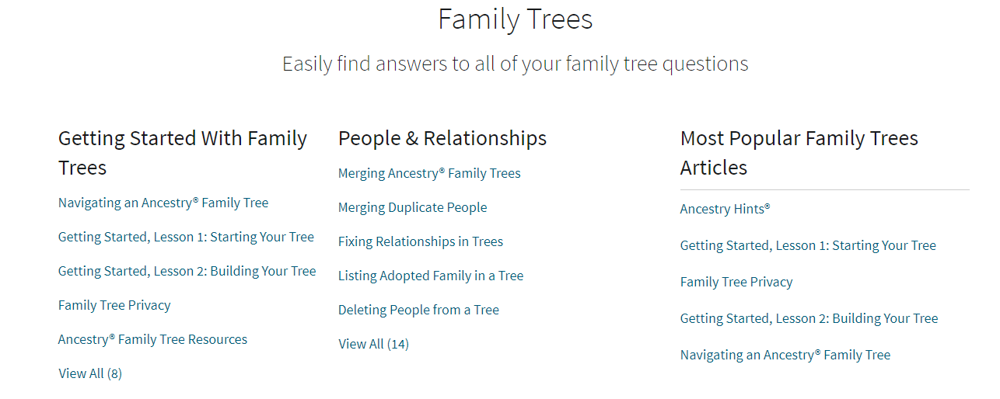 Family Trees
Easily find answers to all of your family tree questions
Getting Started With Family
Trees
Navigating an Ancestry® Family Tree
Getting Started, Lesson 1: Starting Your Tree
Getting Started, Lesson 2: Building Your Tree
Family Tree Privacy
Ancestry® Family Tree Resources
View All (8)
People & Relationships
Merging Ancestry® Family Trees
Merging Duplicate People
Fixing Relationships in Trees
Listing Adopted Family in a Tree
Deleting People from a Tree
View All (14)
Most Popular Family Trees
Articles
Ancestry Hints®
Getting Started, Lesson 1: Starting Your Tree
Family Tree Privacy
Getting Started, Lesson 2: Building Your Tree
Navigating an Ancestry® Family Tree